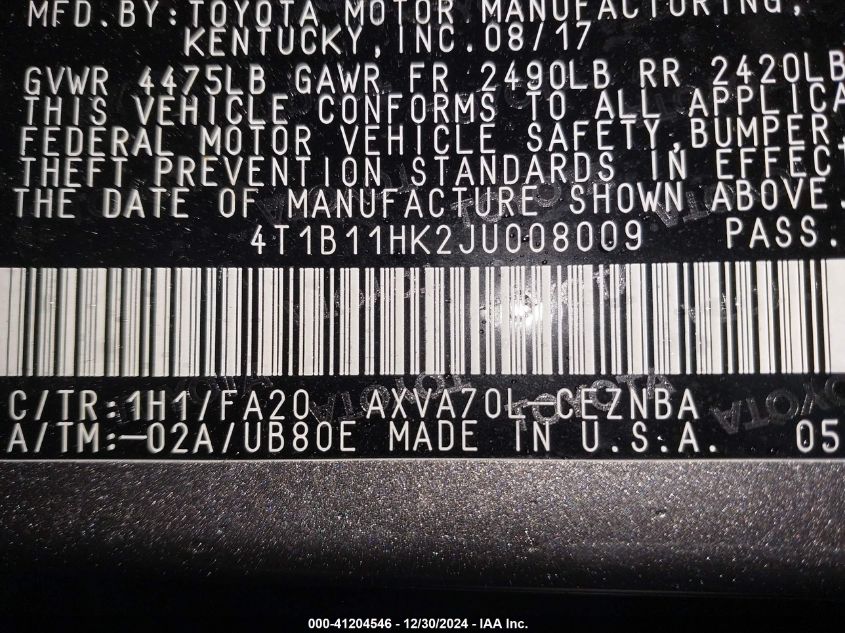 MFD.BY:TOYOTA MOTOR MANUFACTURING,
KENTUCKY,INC.08/17
GVWR 4475LB GAWR FR 2490LB RR 2420LB
THIS VEHICLE CONFORMS TO ALL APPLICA
FEDERAL MOTOR VEHICLE SAFETY,BUMPER,
THEFT PREVENTION STANDARDS IN EFFECT
THE DATE OF MANUFACTURE SHOWN ABOVE.
4T1B11HK2JU008009 PASS.
C/TR:1H1/FA20 AXVA70L-CEZNBA
A/TM:-02A/UB80E MADE IN U.S.A. 05
TOYOTA
000-41204546 - 12/30/2024 - IAA Inc.